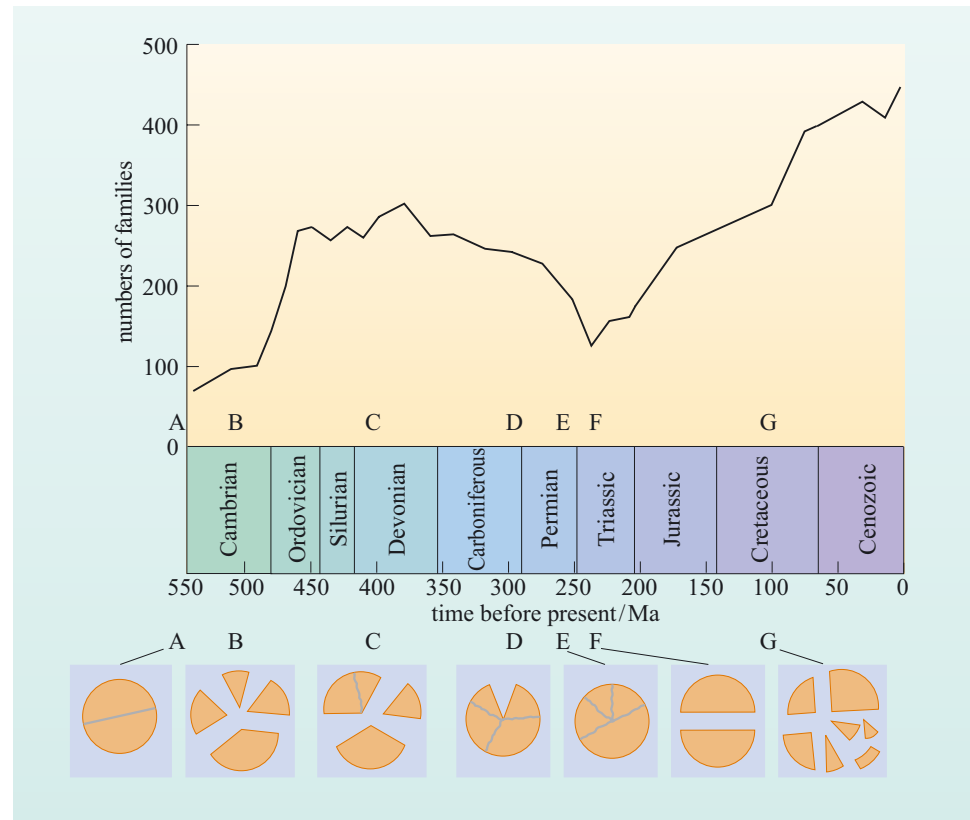 500
400
300
200
100
0
numbers of families
A B C D E F G
Cambrian
Ordovician
Silurian
Devonian
Carboniferous
Permian
Triassic
Jurassic
Cretaceous
Cenozoic
550 500 450 400 350 300 250 200 150 100 50 0
time before present/Ma
A B C D E F G